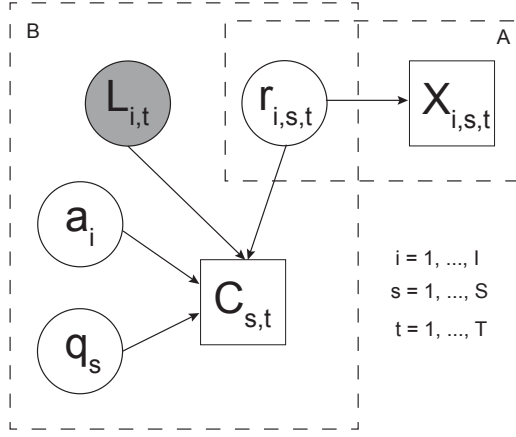 B
A
L_{i,t}
r_{i,s,t}
X_{i,s,t}
a_i
C_{s,t}
q_s
i = 1, ..., I
s = 1, ..., S
t = 1, ..., T